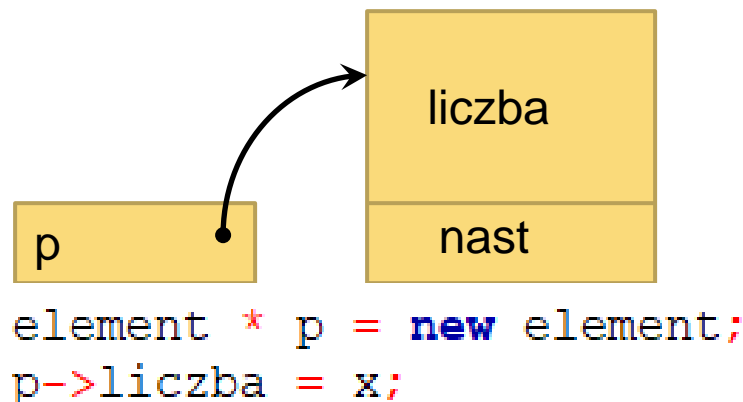 liczba
p
nast
element * p = new element;
p->liczba = x;